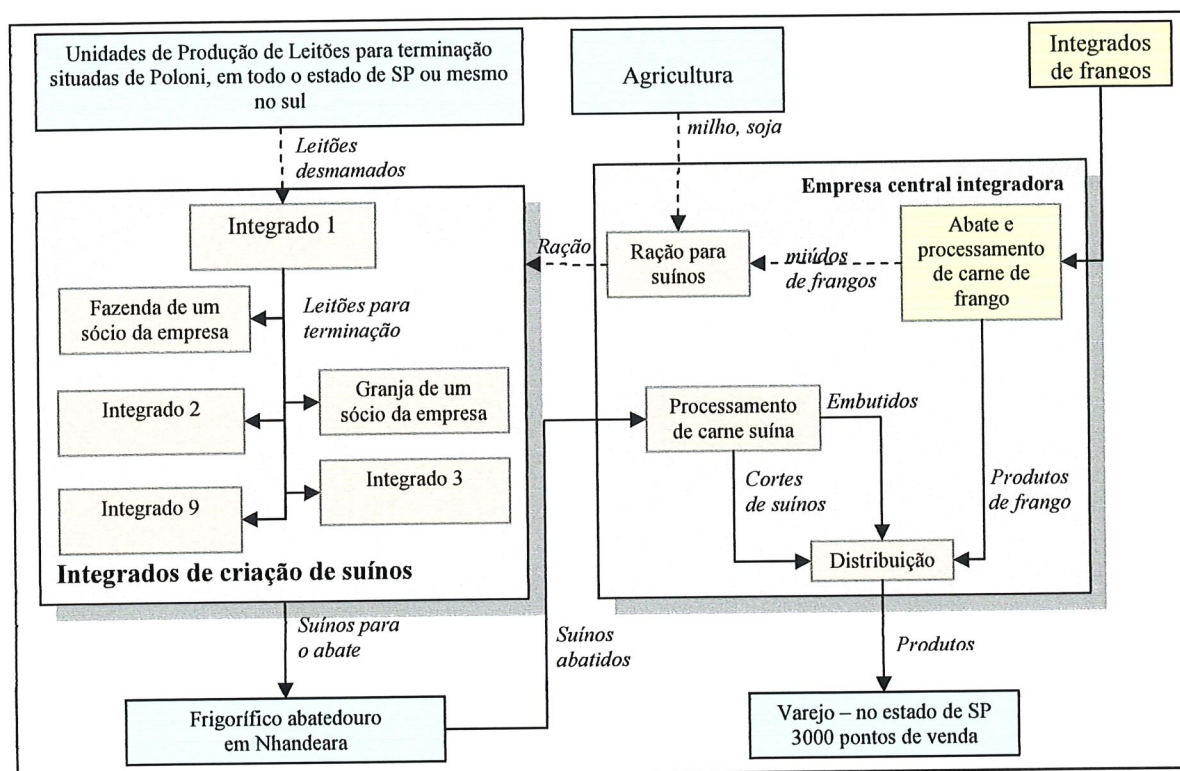 Unidades de Produção de Leitões para terminação
situadas de Poloni, em todo o estado de SP ou mesmo
no sul
Agricultura
Integrados
de frangos
Leitões
desmamados
milho, soja
Integrado 1
Fazenda de um
sócio da empresa
Leitões para
terminação
Integrado 2
Granja de um
sócio da empresa
Integrado 9
Integrado 3
Integrados de criação de suínos
Ração
Empresa central integradora
Ração para
suínos
miúdos
de frangos
Abate e
processamento
de carne de
frango
Processamento
de carne suína
Embutidos
Cortes
de suínos
Produtos
de frango
Distribuição
Suínos para
o abate
Suínos
abatidos
Produtos
Frigorífico abatedouro
em Nhandeara
Varejo – no estado de SP
3000 pontos de venda